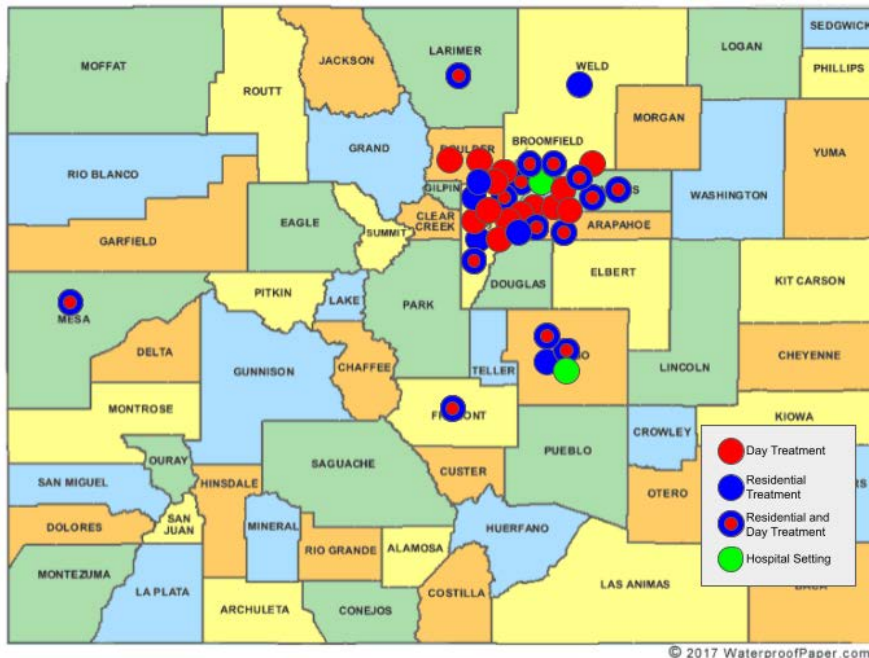 SEDGWICK
LOGAN
LARIMER
JACKSON
MOFFAT
WELD
PHILLIPS
ROUTT
MORGAN
BROOMFIELD
GRAND
YUMA
RIO BLANCO
GILPIN
WASHINGTON
EAGLE
CLEAR
CREEK
ARAPAHOE
SUMMIT
GARFIELD
ELBERT
KIT CARSON
DOUGLAS
PITKIN
LAKE
PARK
MESA
DELTA
CHAFFEE
CHEYENNE
LINCOLN
GUNNISON
TELLER
MONTROSE
KIOWA
CROWLEY
PUEBLO
OURAY
SAGUACHE
CUSTER
SAN MIGUEL
HINSDALE
OTERO
DOLORES
SAN
JUAN
MINERAL
HUERFANO
RIO GRANDE
ALAMOSA
MONTEZUMA
LA PLATA
LAS ANIMAS
COSTILLA
ARCHULETA
CONEJOS
Day Treatment
Residential
Treatment
Residential and
Day Treatment
Hospital Setting
© 2017 WaterproofPaper.com